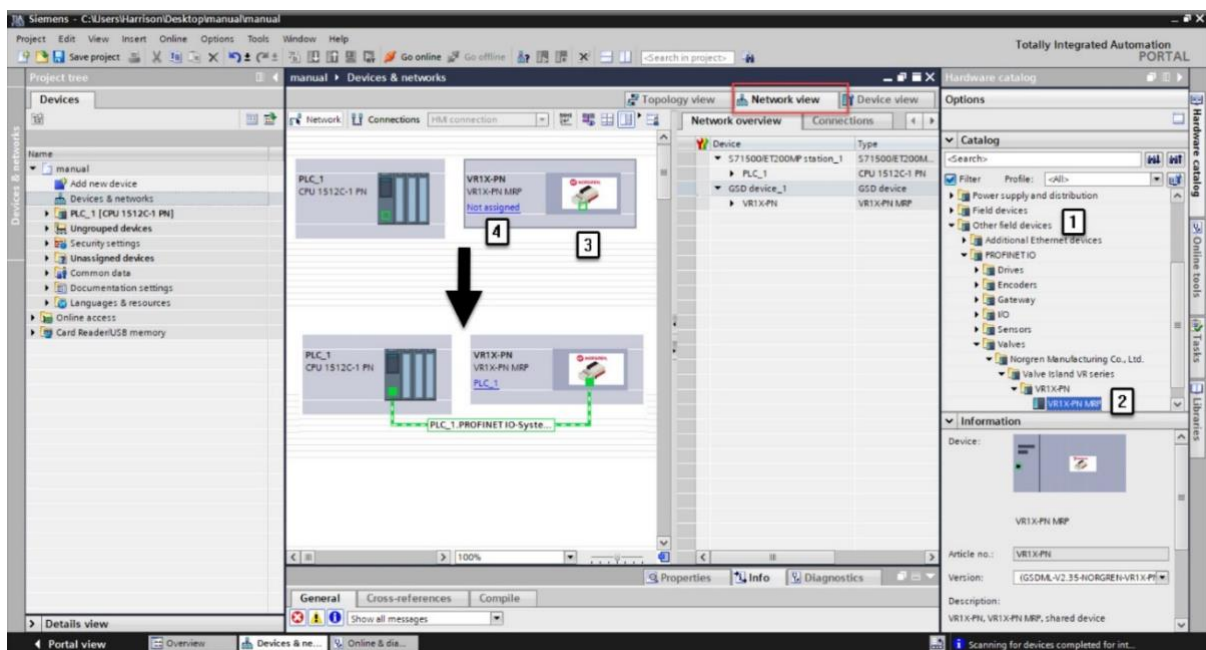 Siemens - C:\Users\Harrison\Desktop\manual\manual
Project Edit View Insert Online Options Tools Window Help
Totally Integrated Automation
PORTAL
Save project
Go online
Go offline
<Search in project>
Project tree
Devices
Name
manual
Add new device
Devices & networks
PLC_1 [CPU 1512C-1 PN]
Ungrouped devices
Security settings
Unassigned devices
Common data
Documentation settings
Languages & resources
Online access
Card Reader/USB memory
Details view
Devices & networks
manual Devices & networks
Topology view
Network view
Device view
Network
Connections
HMI connection
PLC_1
CPU 1512C-1 PN
VR1X-PN
VR1X-PN MRP
Not assigned
NORGREN
4
3
PLC_1
CPU 1512C-1 PN
VR1X-PN
VR1X-PN MRP
PLC_1
NORGREN
PLC_1.PROFINET IO-Syste...
100%
Network overview
Connections
Device
Type
S71500/ET200MP station_1
S71500/ET200M...
PLC_1
CPU 1512C-1 PN
GSD device_1
GSD device
VR1X-PN
VR1X-PN MRP
Properties
Info
Diagnostics
General
Cross-references
Compile
Show all messages
Hardware catalog
Options
Catalog
<Search>
Filter
Profile:
<All>
Power supply and distribution
Field devices
Other field devices
1
Additional Ethernet devices
PROFINET IO
Drives
Encoders
Gateway
I/O
Sensors
Valves
Norgren Manufacturing Co., Ltd.
Valve Island VR series
VR1X-PN
VR1X-PN MRP
2
Information
Device:
VR1X-PN MRP
Article no.:
VR1X-PN
Version:
(GSDML-V2.35-NORGREN-VR1X-PN
Description:
VR1X-PN, VR1X-PN MRP, shared device
Hardware catalog
Online tools
Tasks
Libraries
Portal view
Overview
Devices & ne...
Online & dia...
Scanning for devices completed for int...